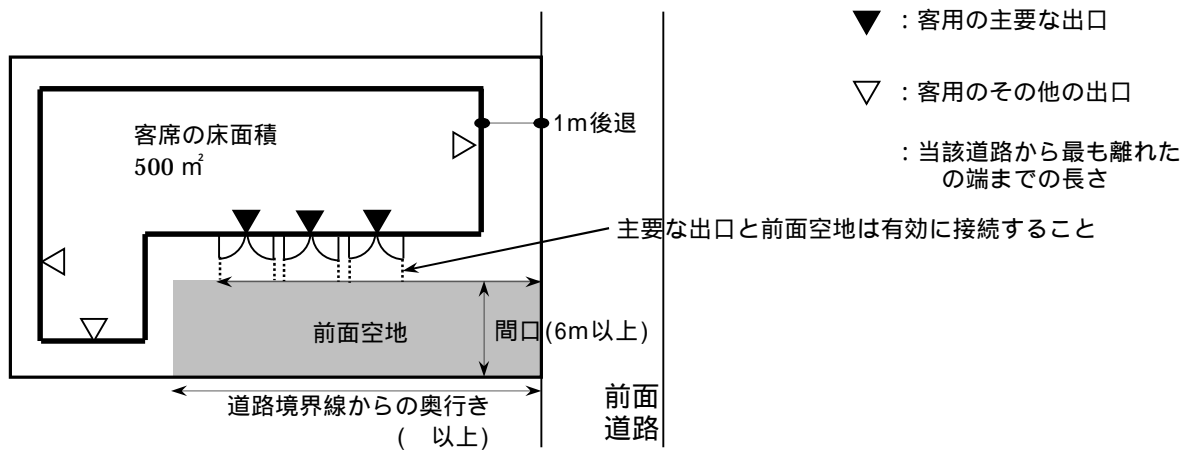 ▼ ：客用の主要な出口
▽ ：客用のその他の出口
：当該道路から最も離れた
の端までの長さ
客席の床面積
500 ㎡
1m後退
主要な出口と前面空地は有効に接続すること
前面空地
間口(6m以上)
道路境界線からの奥行き
(　以上)
前面
道路